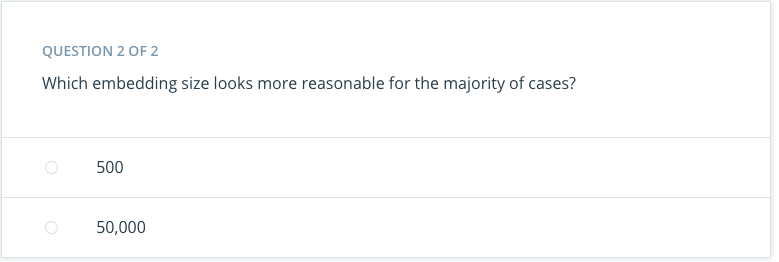 QUESTION 2 OF 2
Which embedding size looks more reasonable for the majority of cases?
500
50,000